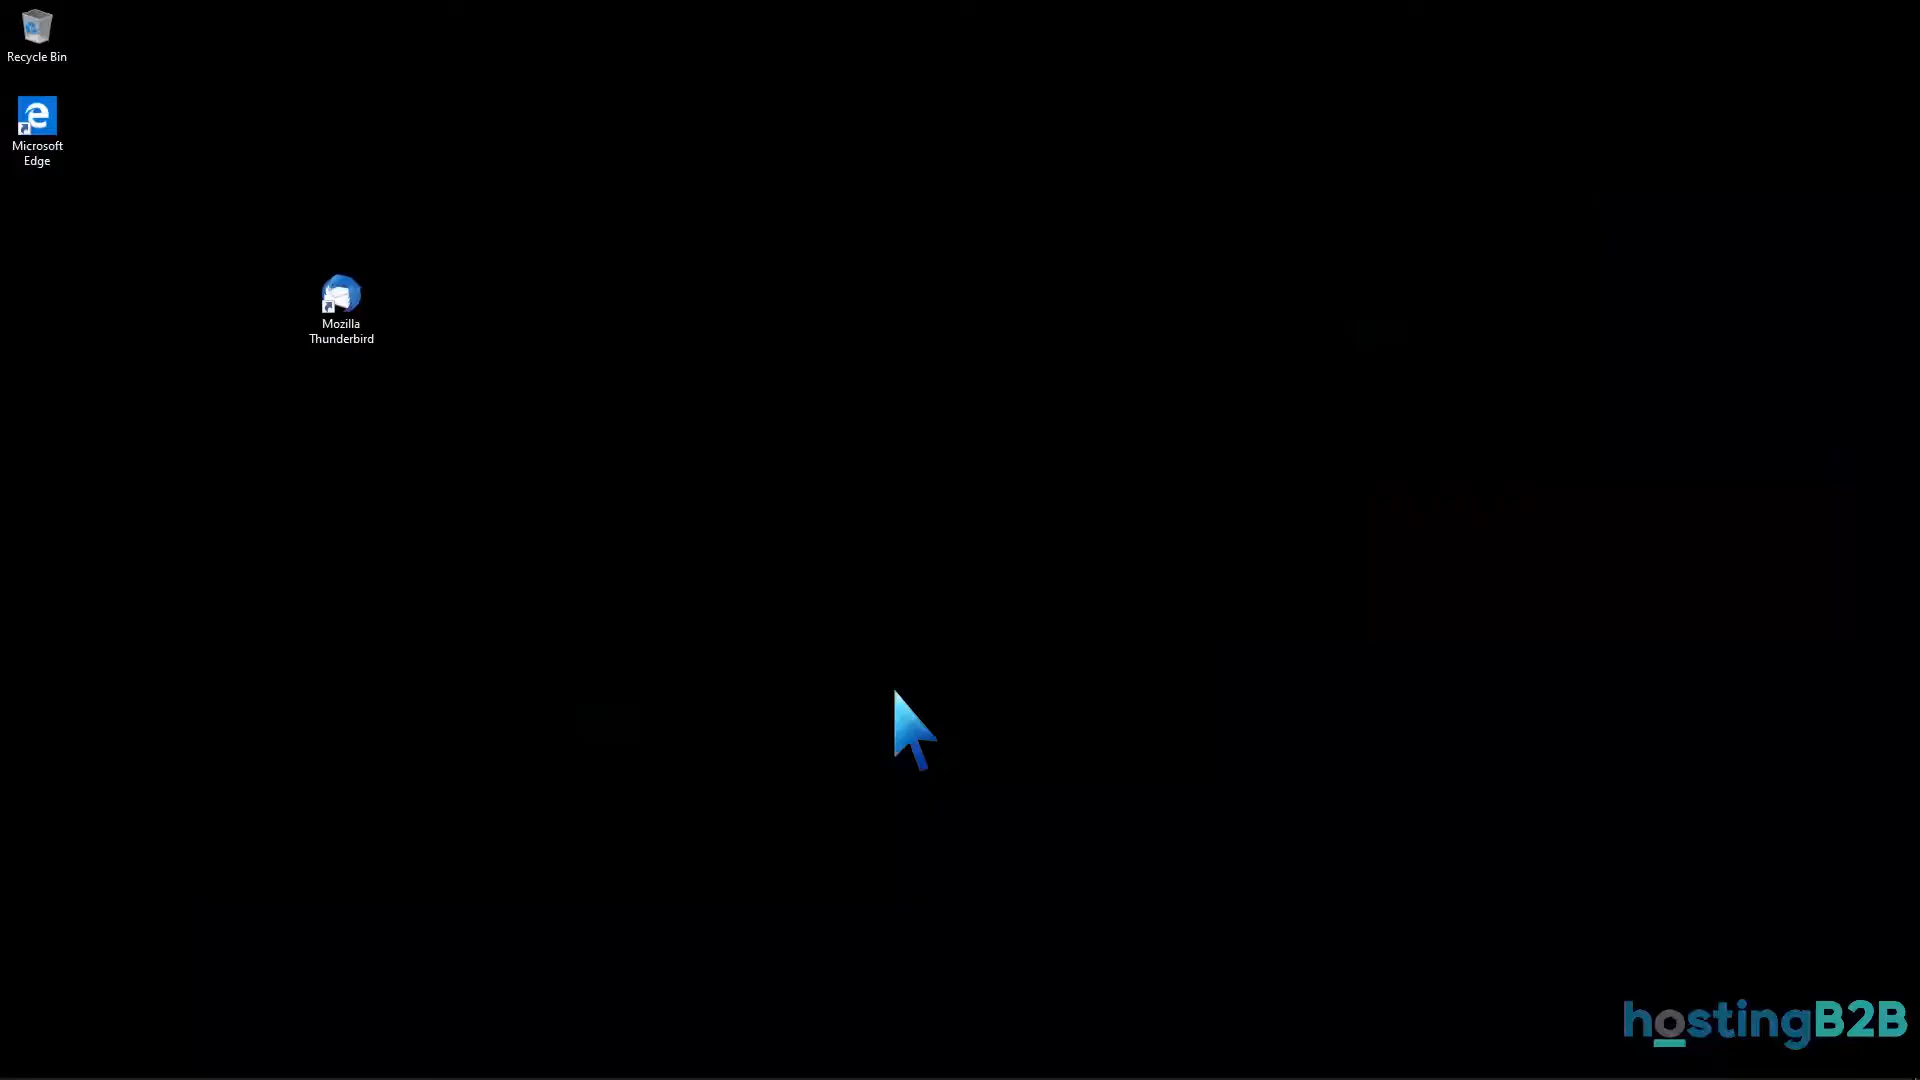 Recycle Bin
Microsoft
Edge
Mozilla
Thunderbird
hostingB2B